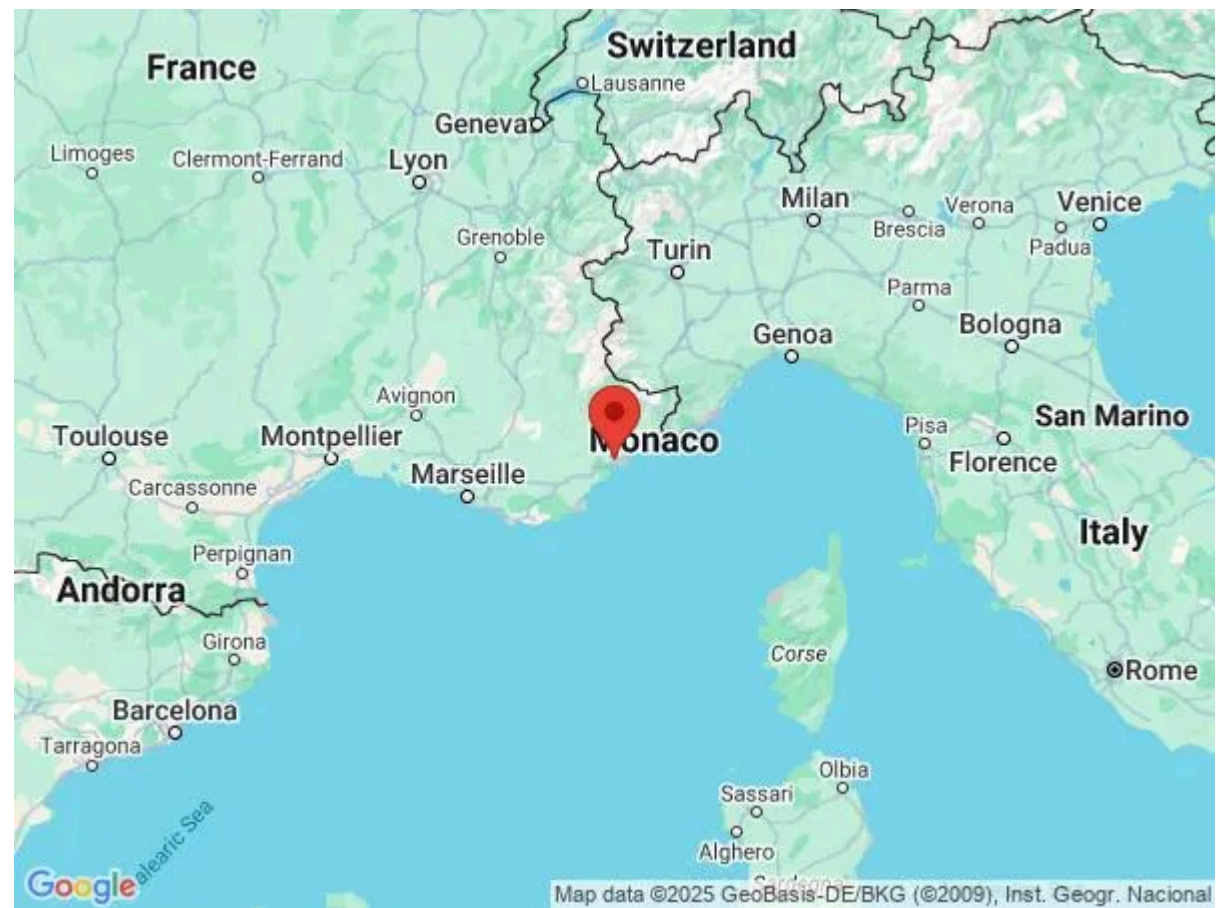 Switzerland
France
Lausanne
Geneva
Limoges
Clermont-Ferrand
Lyon
Milan
Verona
Venice
Brescia
Padua
Grenoble
Turin
Parma
Genoa
Bologna
Avignon
San Marino
Pisa
Toulouse
Montpellier
Monaco
Florence
Marseille
Carcassonne
Italy
Perpignan
Andorra
Girona
Corse
Rome
Barcelona
Tarragona
Olbia
Sassari
Alghero
alearic Sea
Google
Map data ©2025 GeoBasis-DE/BKG (©2009), Inst. Geogr. Nacional